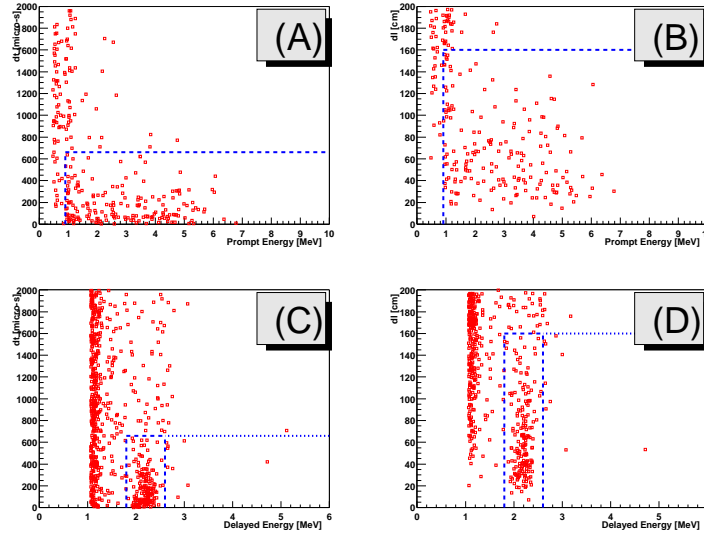 dt [micro-s]
2000
1800
1600
1400
1200
1000
800
600
400
200
0
0 1 2 3 4 5 6 7 8 9 10
Prompt Energy [MeV]
(A)
dl [cm]
200
180
160
140
120
100
80
60
40
20
0
0 1 2 3 4 5 6 7 8 9
Prompt Energy [MeV]
(B)
dt [micro-s]
2000
1800
1600
1400
1200
1000
800
600
400
200
0
0 1 2 3 4 5 6
Delayed Energy [MeV]
(C)
dl [cm]
200
180
160
140
120
100
80
60
40
20
0
0 1 2 3 4 5
Delayed Energy [MeV]
(D)